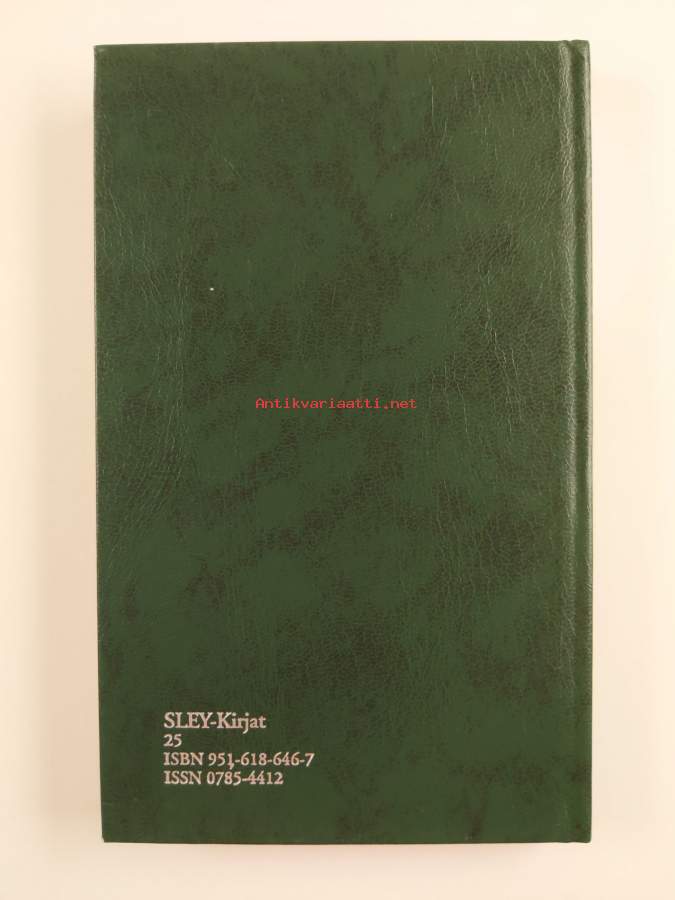 Antikvariaatti.net
SLEY-Kirjat
25
ISBN 951-618-646-7
ISSN 0785-4412